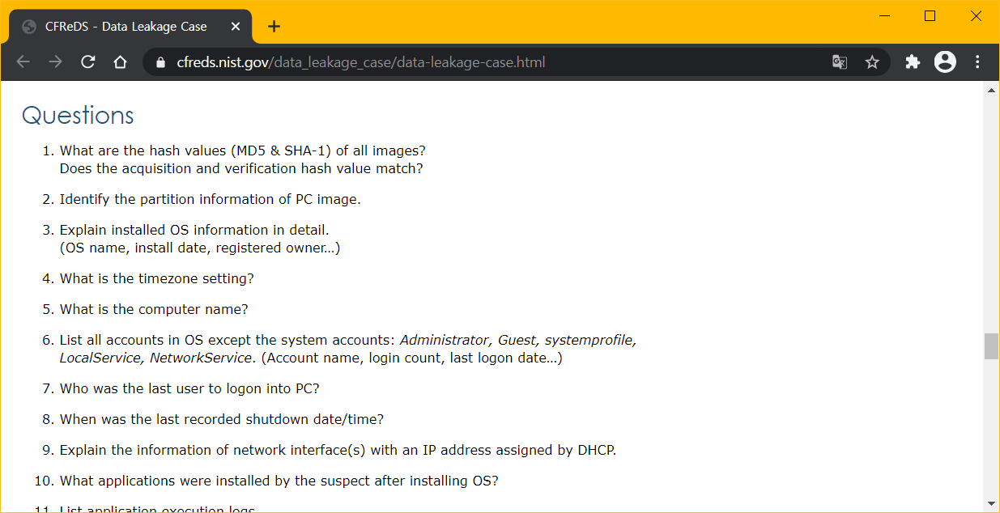 CFReDS - Data Leakage Case
cfreds.nist.gov/data_leakage_case/data-leakage-case.html
Questions
1. What are the hash values (MD5 & SHA-1) of all images?
Does the acquisition and verification hash value match?
2. Identify the partition information of PC image.
3. Explain installed OS information in detail.
(OS name, install date, registered owner...)
4. What is the timezone setting?
5. What is the computer name?
6. List all accounts in OS except the system accounts: Administrator, Guest, systemprofile,
LocalService, NetworkService. (Account name, login count, last logon date...)
7. Who was the last user to logon into PC?
8. When was the last recorded shutdown date/time?
9. Explain the information of network interface(s) with an IP address assigned by DHCP.
10. What applications were installed by the suspect after installing OS?
11. List application execution logs.